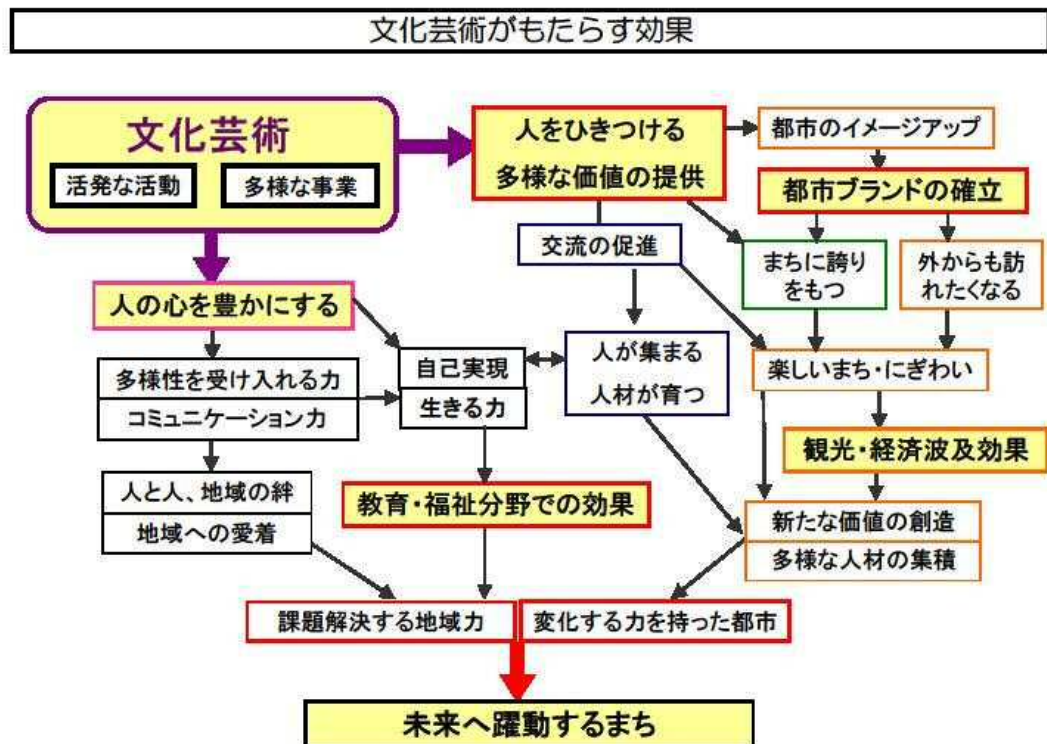 文化芸術がもたらす効果
文化芸術
活発な活動
多様な事業
人をひきつける
多様な価値の提供
都市のイメージアップ
都市ブランドの確立
交流の促進
まちに誇り
をもつ
外からも訪
れたくなる
人の心を豊かにする
多様性を受け入れる力
コミュニケーション力
自己実現
生きる力
人が集まる
人材が育つ
楽しいまち・にぎわい
観光・経済波及効果
人と人、地域の絆
地域への愛着
教育・福祉分野での効果
新たな価値の創造
多様な人材の集積
課題解決する地域力
変化する力を持った都市
未来へ躍動するまち